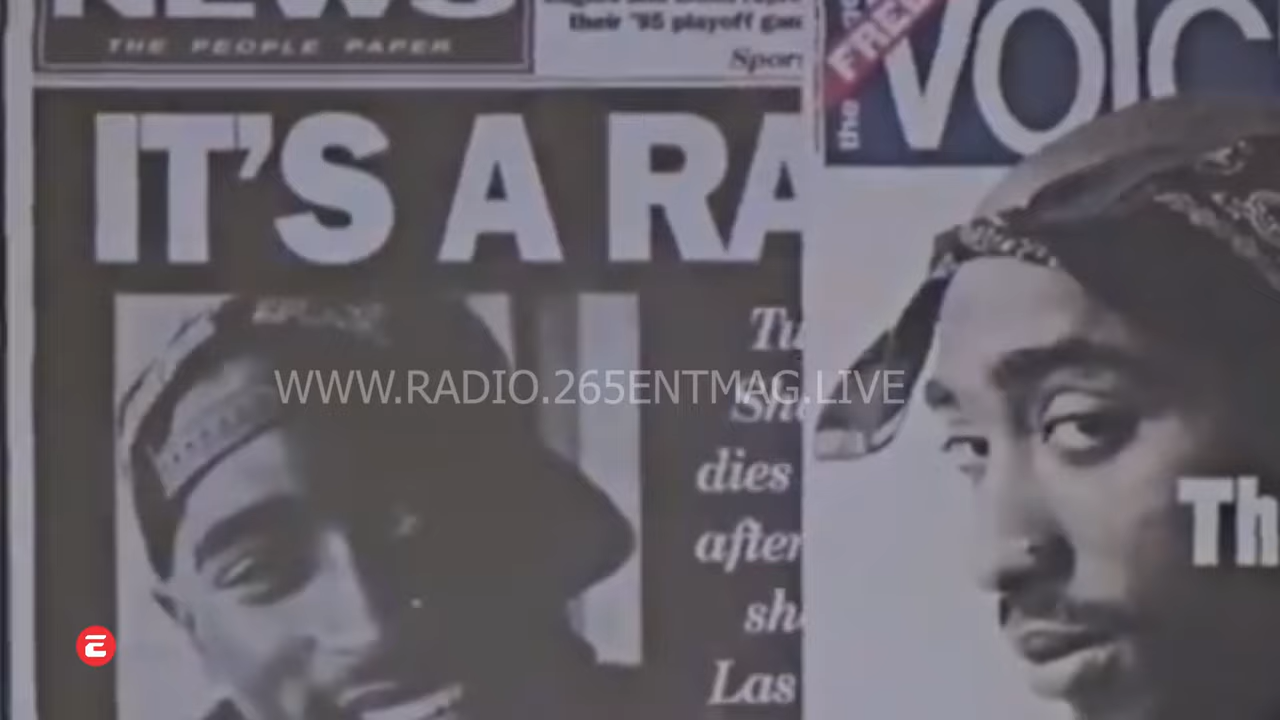 NEWS
THE PEOPLE PAPER
their '95 playoff gam
Spor
IT'S A RA
Tu
Sha
dies
after
sh
Las
FREE
the
VOIC
Th
WWW.RADIO.265ENTMAG.LIVE